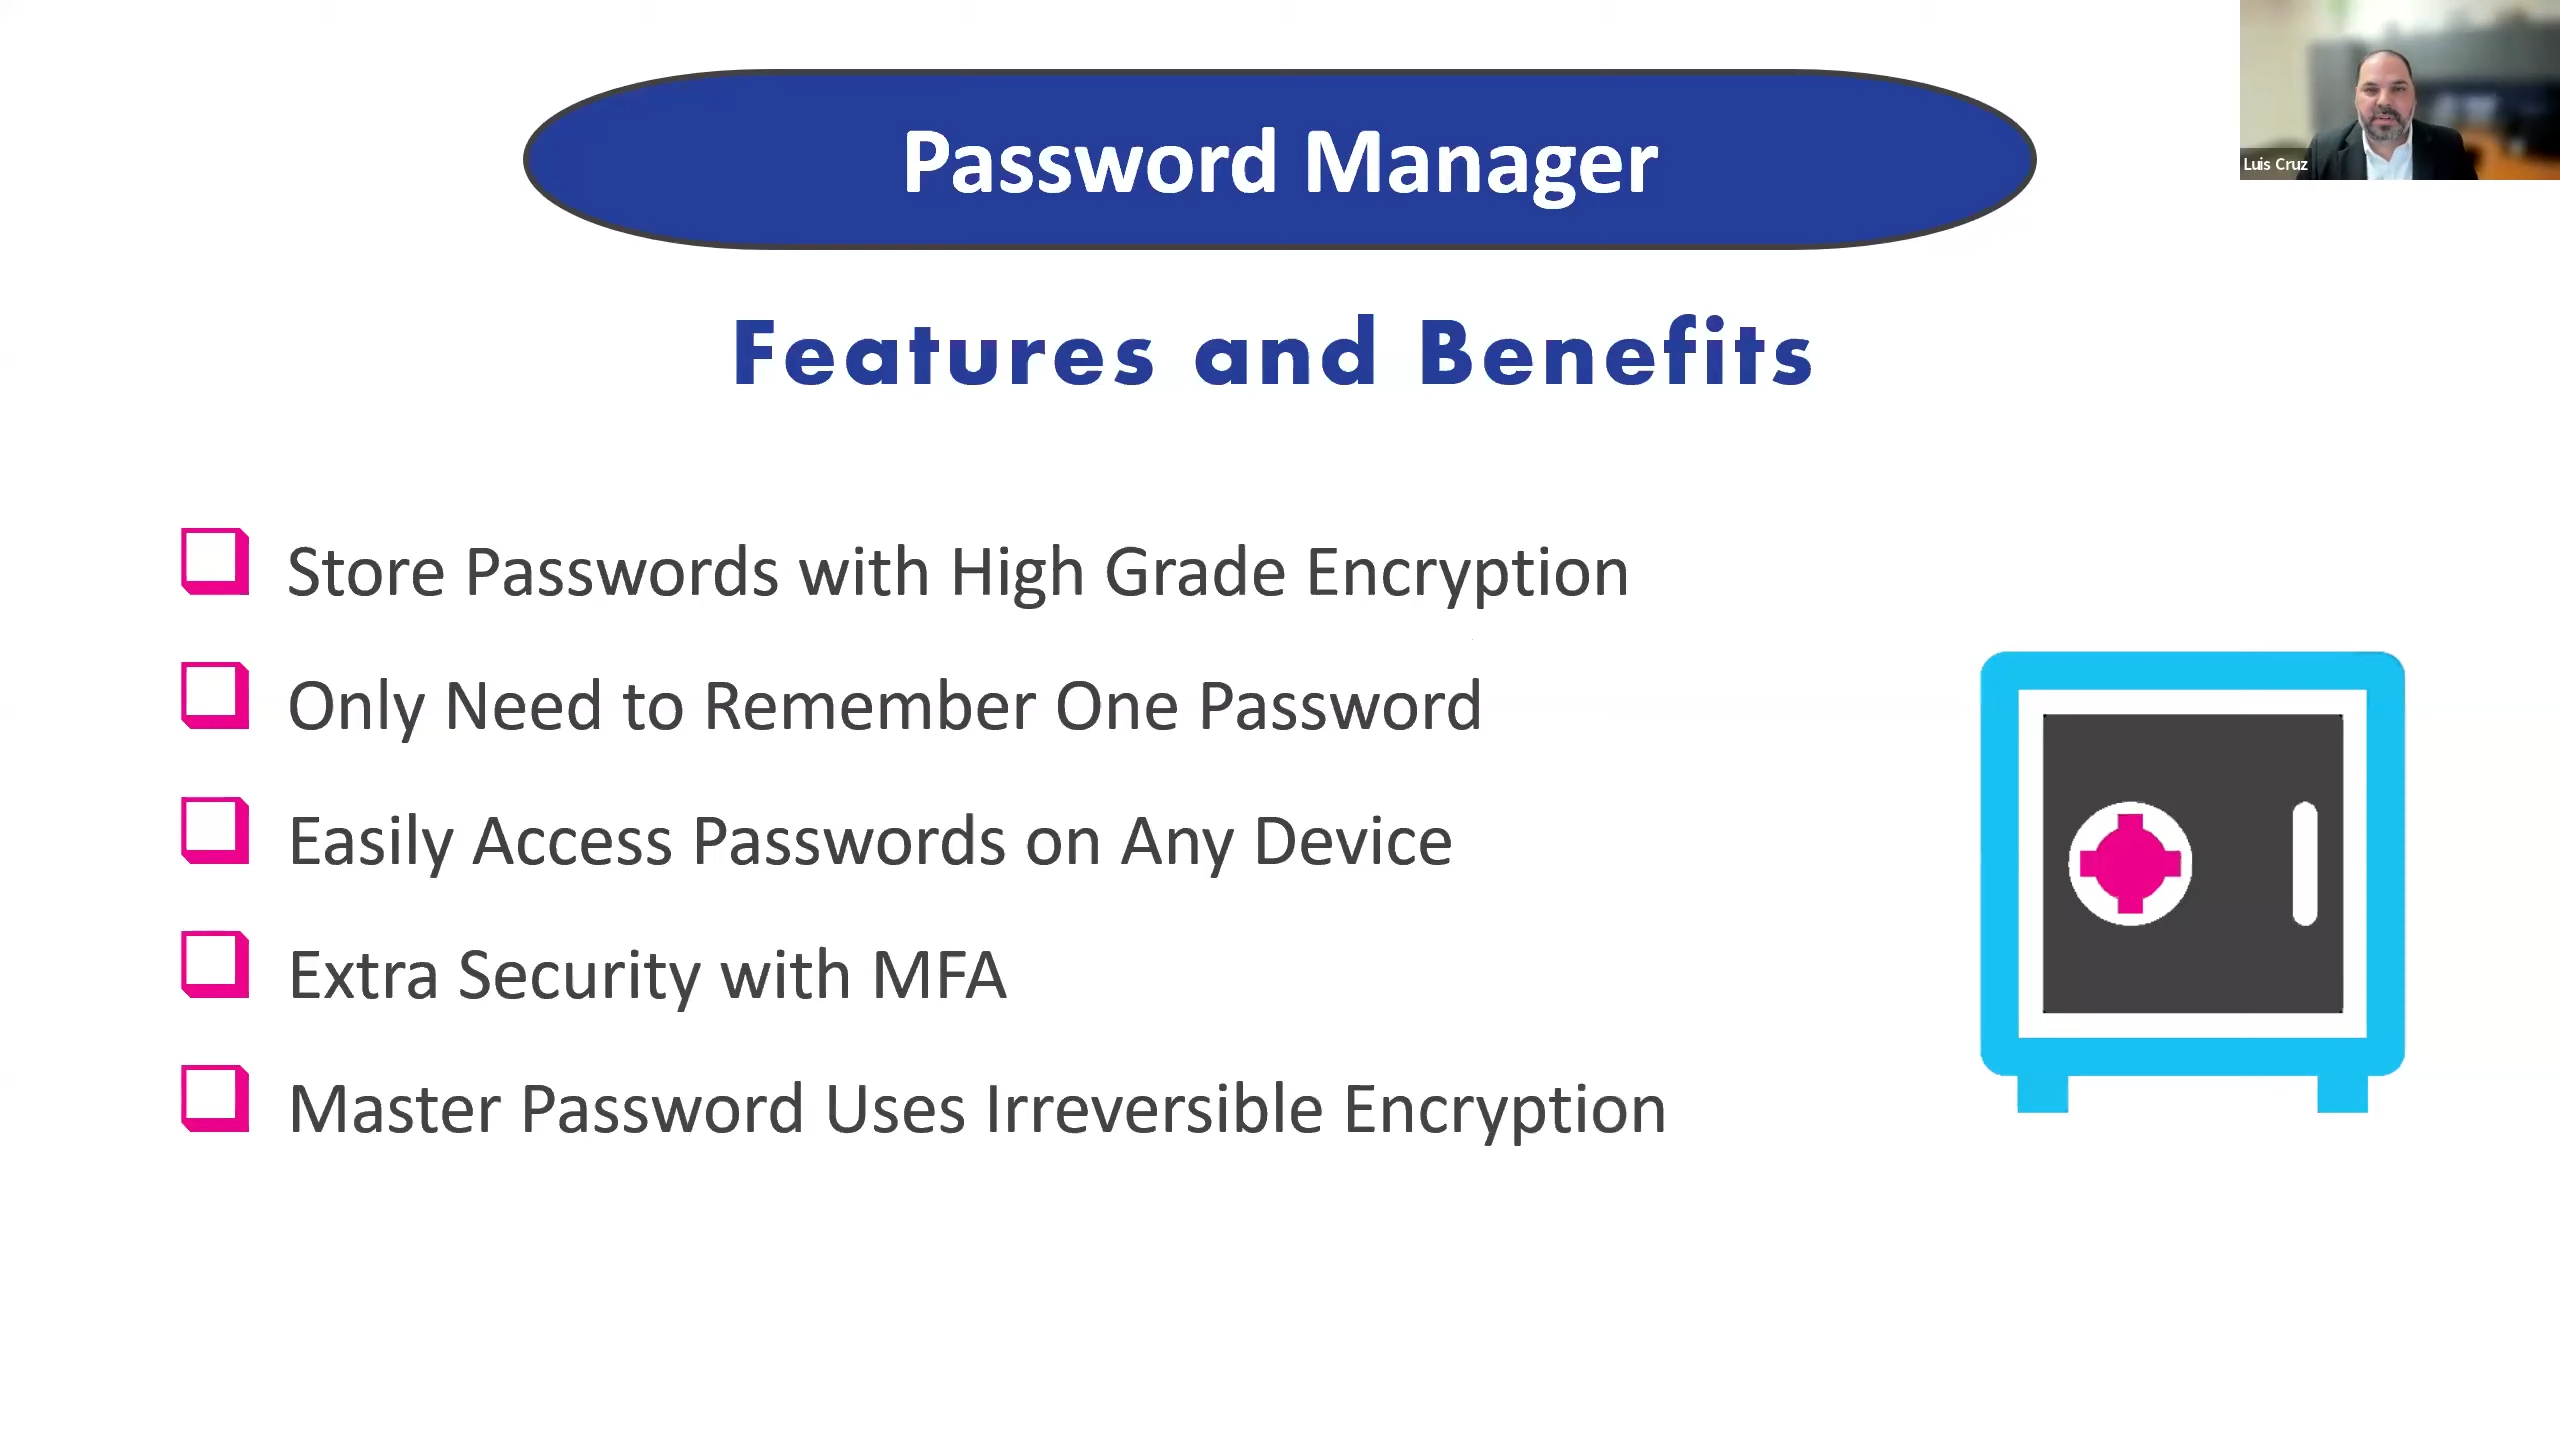 Password Manager
Luis Cruz
Features and Benefits
Store Passwords with High Grade Encryption
Only Need to Remember One Password
Easily Access Passwords on Any Device
Extra Security with MFA
Master Password Uses Irreversible Encryption